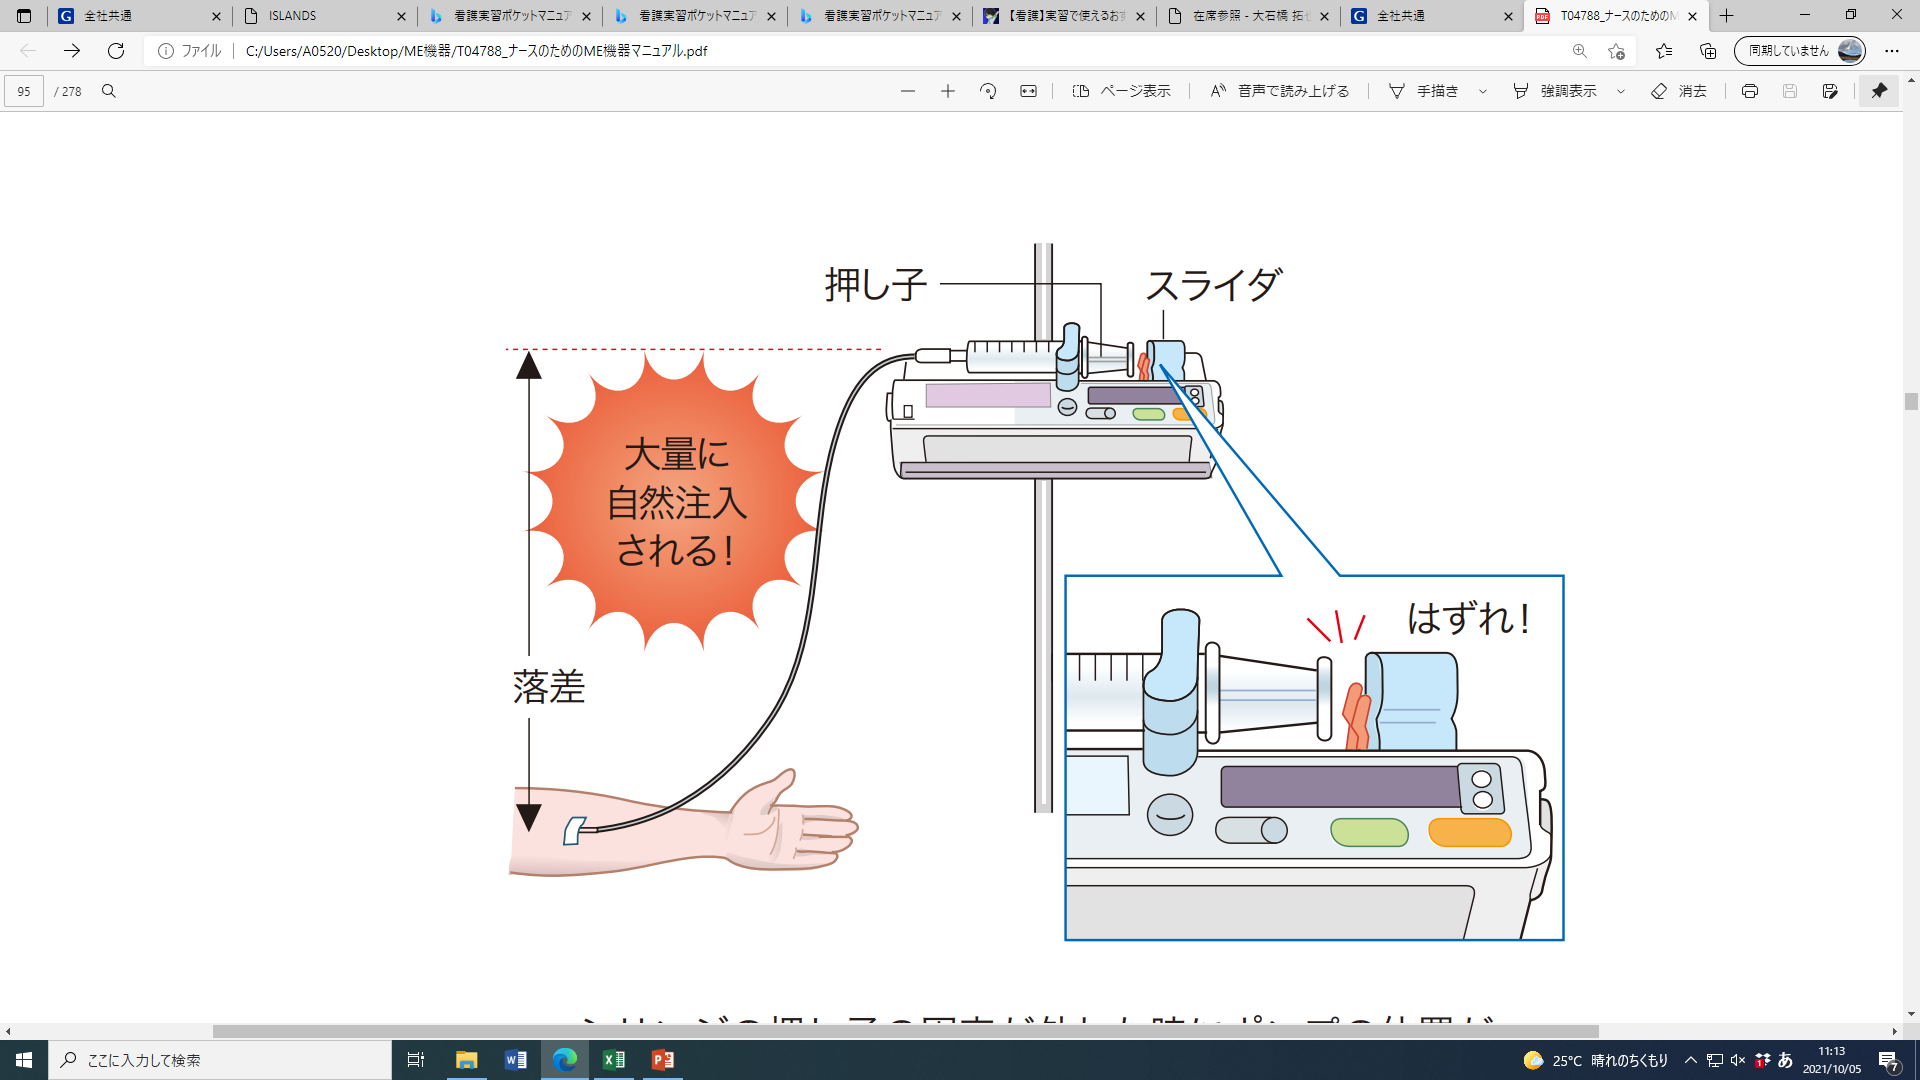 全社共通
ISLANDS
看護実習ポケットマニュア
看護実習ポケットマニュア
看護実習ポケットマニュア
【看護】実習で使えるおす
在席参照 - 大石橋 拓
全社共通
T04788_ナースのためのM
ファイル
C:/Users/A0520/Desktop/ME機器/T04788_ナースのためのME機器マニュアル.pdf
同期していません
95
/ 278
ページ表示
音声で読み上げる
手描き
強調表示
消去
押し子
スライダ
大量に
自然注入
される!
はずれ!
落差
ここに入力して検索
25°C 晴れのちくもり
あ
11:13
2021/10/05
7